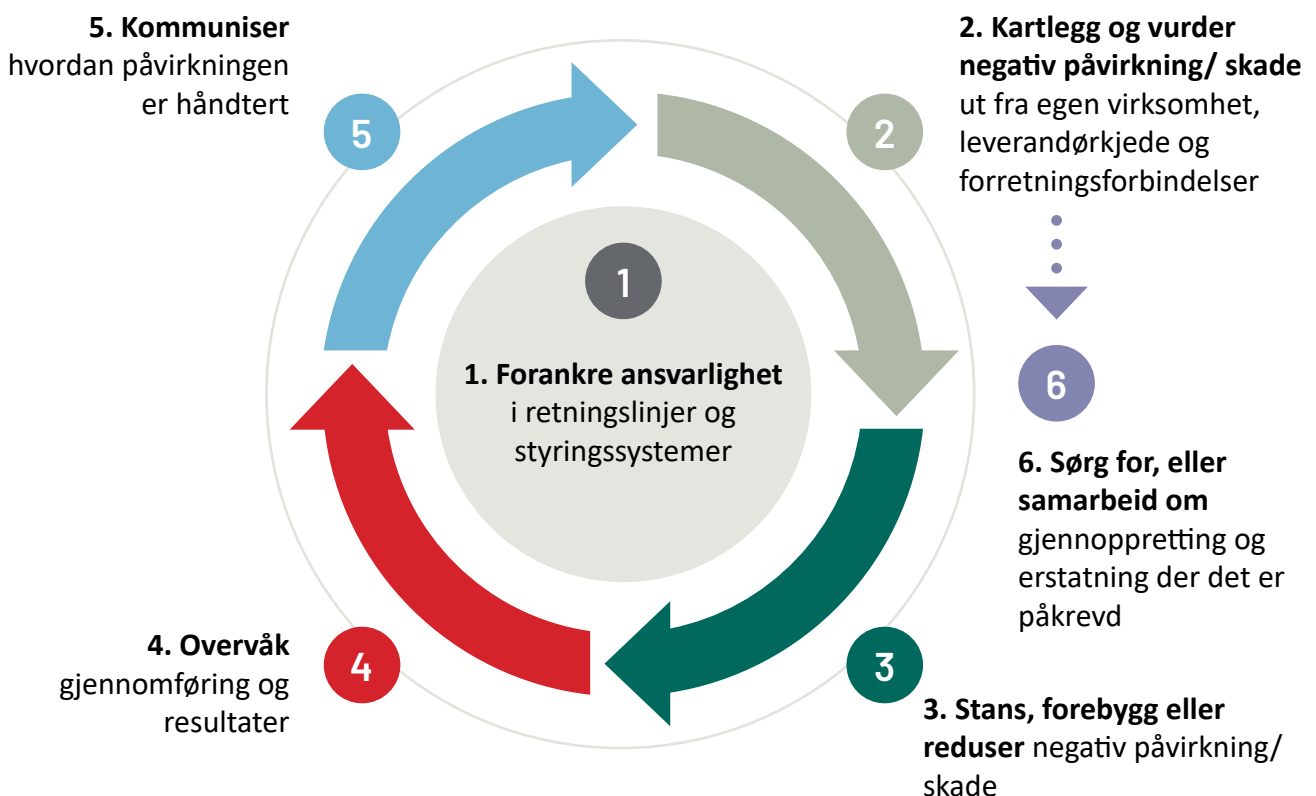 5. Kommuniser
hvordan påvirkningen
er håndtert
5
2. Kartlegg og vurder
negativ påvirkning/ skade
ut fra egen virksomhet,
leverandørkjede og
forretningsforbindelser
2
1
1. Forankre ansvarlighet
i retningslinjer og
styringssystemer
6
6. Sørg for, eller
samarbeid om
gjennoppretting og
erstatning der det er
påkrevd
4. Overvåk
gjennomføring og
resultater
4
3
3. Stans, forebygg eller
reduser negativ påvirkning/
skade